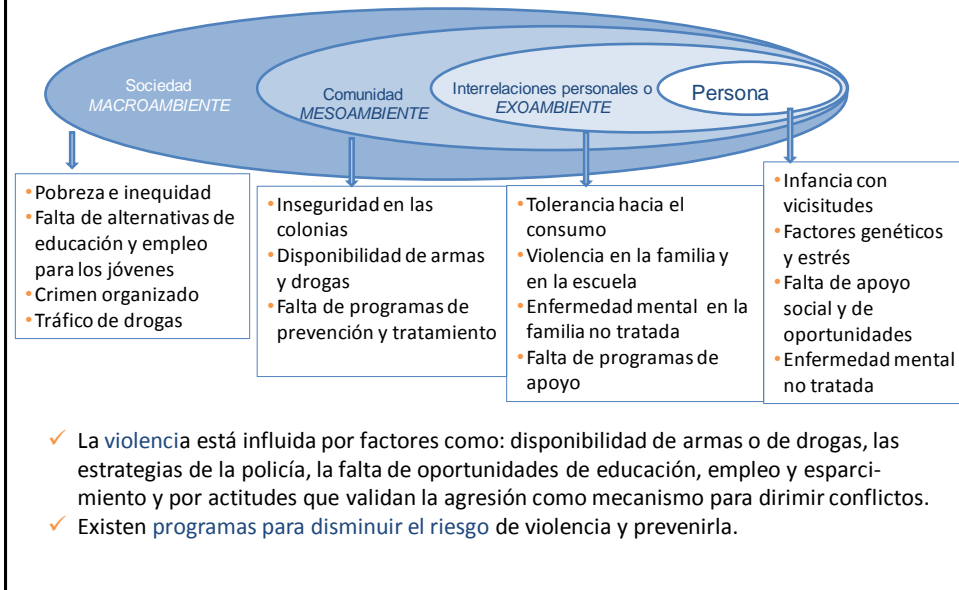 Sociedad
MACROAMBIENTE
Comunidad
MESOAMBIENTE
Interrelaciones personales o
EXOAMBIENTE
Persona
• Pobreza e inequidad
• Falta de alternativas de
educación y empleo
para los jóvenes
• Crimen organizado
• Tráfico de drogas
• Inseguridad en las
colonias
• Disponibilidad de armas
y drogas
• Falta de programas de
prevención y tratamiento
• Tolerancia hacia el
consumo
• Violencia en la familia y
en la escuela
• Enfermedad mental en la
familia no tratada
• Falta de programas de
apoyo
• Infancia con
vicisitudes
• Factores genéticos
y estrés
• Falta de apoyo
social y de
oportunidades
• Enfermedad mental
no tratada
✓ La violencia está influida por factores como: disponibilidad de armas o de drogas, las
estrategias de la policía, la falta de oportunidades de educación, empleo y esparci-
miento y por actitudes que validan la agresión como mecanismo para dirimir conflictos.
✓ Existen programas para disminuir el riesgo de violencia y prevenirla.